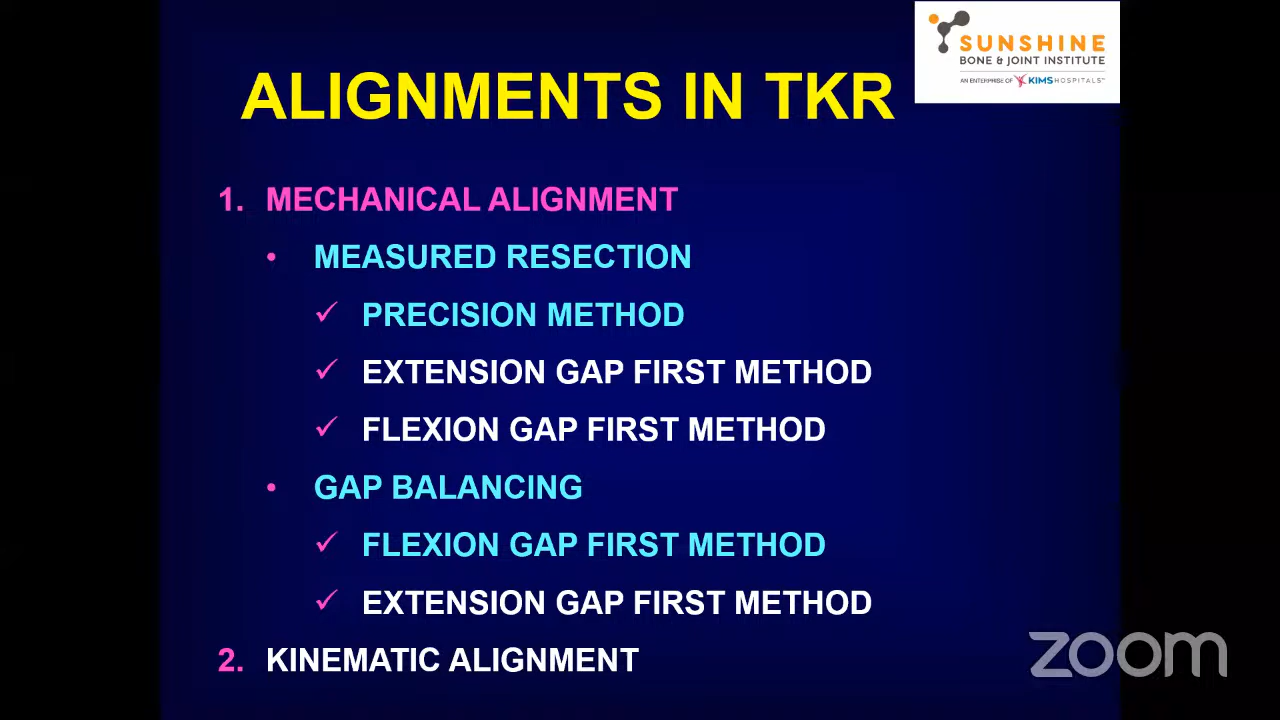 SUNSHINE
BONE & JOINT INSTITUTE
AN ENTERPRISE OF KIMSHOSPITALS
ALIGNMENTS IN TKR
1. MECHANICAL ALIGNMENT
• MEASURED RESECTION
✓ PRECISION METHOD
✓ EXTENSION GAP FIRST METHOD
✓ FLEXION GAP FIRST METHOD
• GAP BALANCING
✓ FLEXION GAP FIRST METHOD
✓ EXTENSION GAP FIRST METHOD
2. KINEMATIC ALIGNMENT
zoom